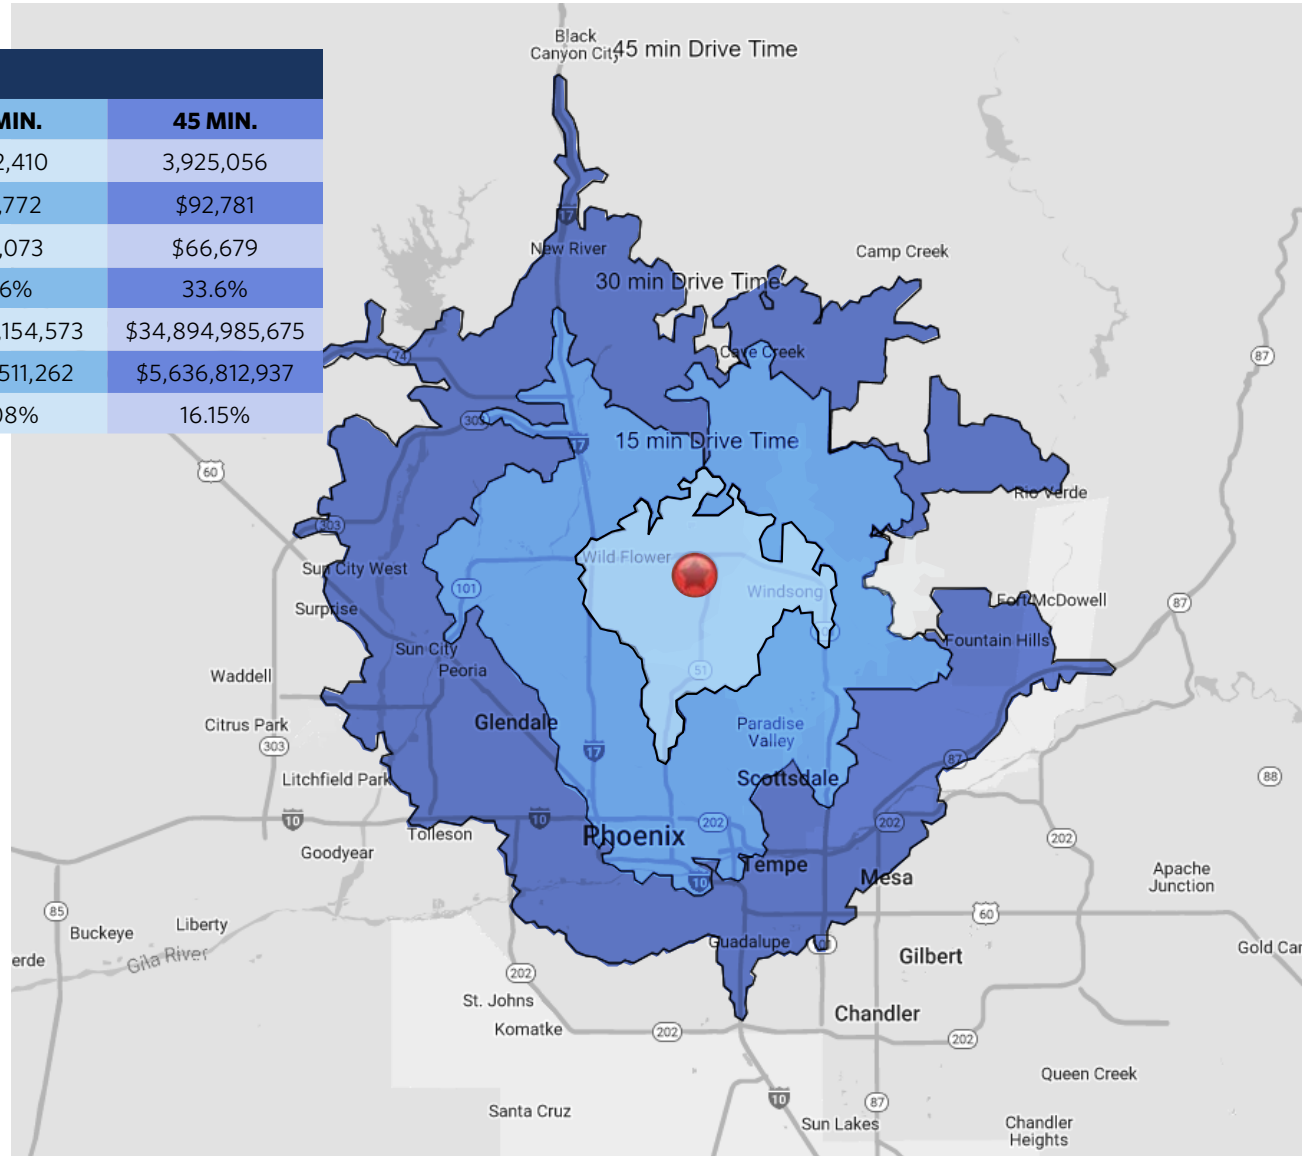 Black
Canyon City
45 min Drive Time
MIN. 45 MIN.
2,410 3,925,056
,772 $92,781
,073 $66,679
6% 33.6%
,154,573 $34,894,985,675
511,262 $5,636,812,937
08% 16.15%
17
New River
Camp Creek
30 min Drive Time
74
Cave Creek
87
303
17
15 min Drive Time
60
Rio Verde
303
Wild Flower
Sun City West
101
Windsong
Surprise
Fort McDowell
87
Fountain Hills
Sun City
Peoria
51
Waddell
Citrus Park
Glendale
Paradise
Valley
303
17
87
Litchfield Park
Scottsdale
88
10
10
202
202
Tolleson
Phoenix
202
Goodyear
Tempe
Mesa
Apache
Junction
10
85
Buckeye
Liberty
60
Guadalupe
erde
Gila River
Gilbert
Gold Can
202
St. Johns
Chandler
Komatke
202
202
Queen Creek
10
87
Santa Cruz
Sun Lakes
Chandler
Heights